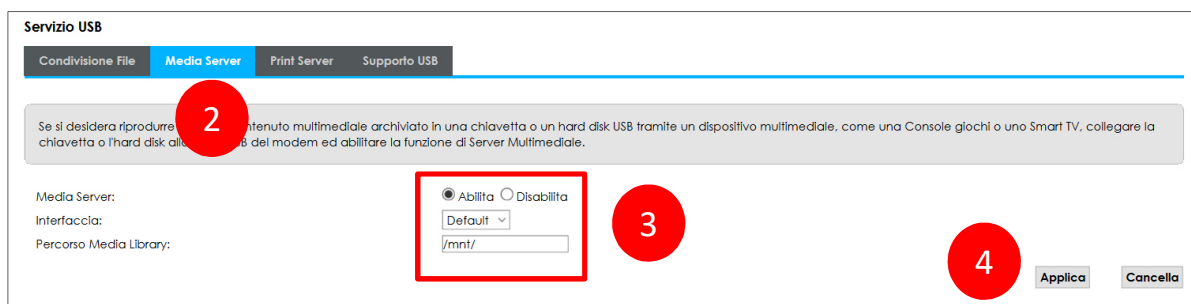 Servizio USB
Condivisione File Media Server Print Server Supporto USB
2
Se si desidera riprodurre multimediale archiviato in una chiavetta o un hard disk USB tramite un dispositivo multimediale, come una Console giochi o uno Smart TV, collegare la
chiavetta o l'hard disk del modem ed abilitare la funzione di Server Multimediale.
Media Server: Abilita Disabilita
Interfaccia: Default
Percorso Media Library: /mnt/
3
4
Applica Cancella